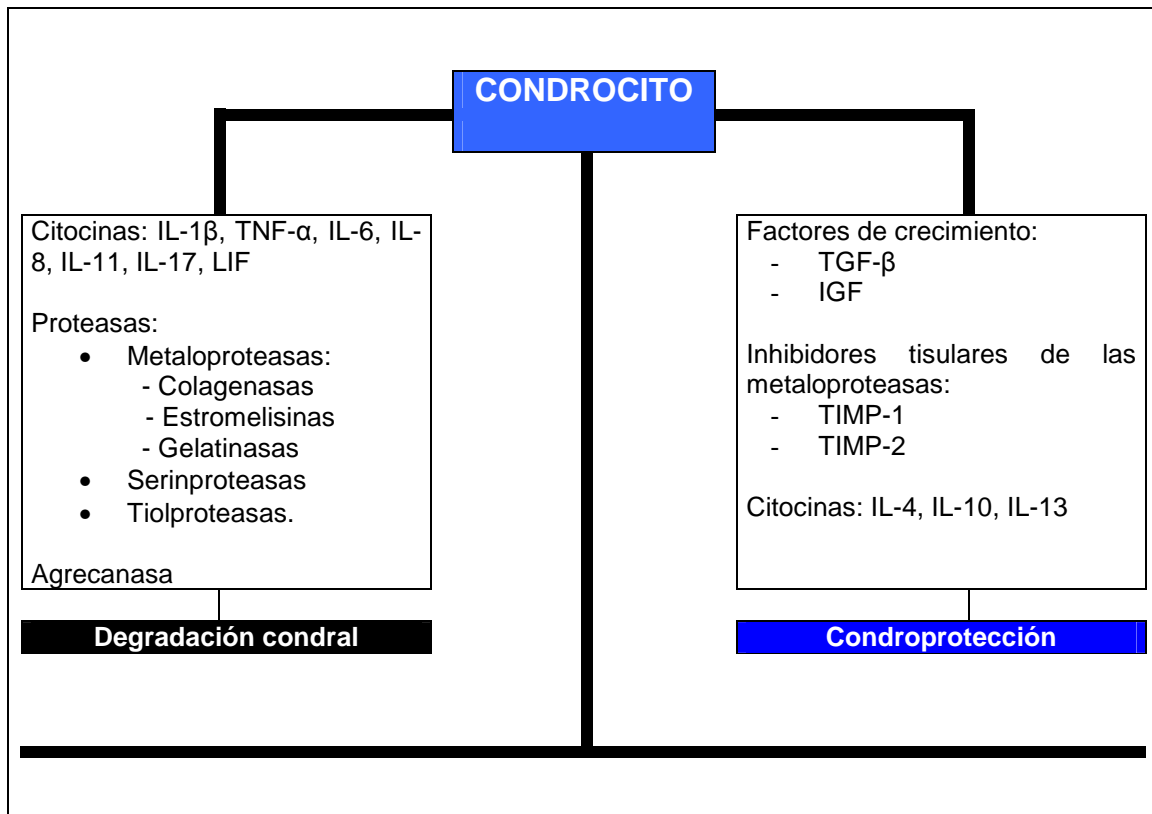 CONDROCITO
Citocinas: IL-1β, TNF-α, IL-6, IL-
8, IL-11, IL-17, LIF
Proteasas:
• Metaloproteasas:
- Colagenasas
- Estromelisinas
- Gelatinasas
• Serinproteasas
• Tiolproteasas.
Agrecanasa
Degradación condral
Factores de crecimiento:
- TGF-β
- IGF
Inhibidores tisulares de las
metaloproteasas:
- TIMP-1
- TIMP-2
Citocinas: IL-4, IL-10, IL-13
Condroprotección